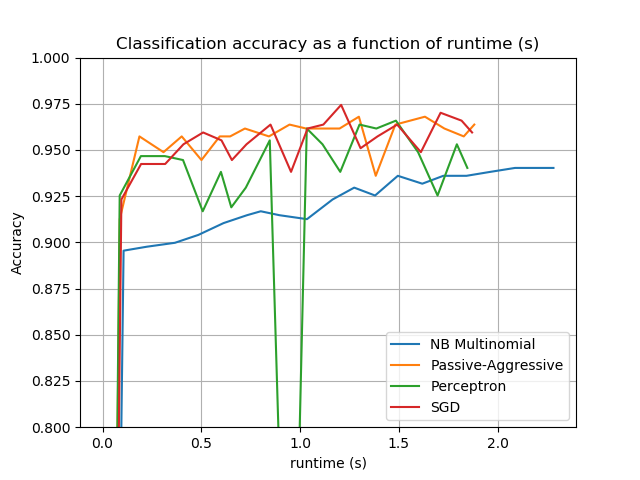 Classification accuracy as a function of runtime (s)
1.000
0.975
0.950
0.925
0.900
0.875
0.850
0.825
0.800
Accuracy
NB Multinomial
Passive-Aggressive
Perceptron
SGD
0.0 0.5 1.0 1.5 2.0
runtime (s)